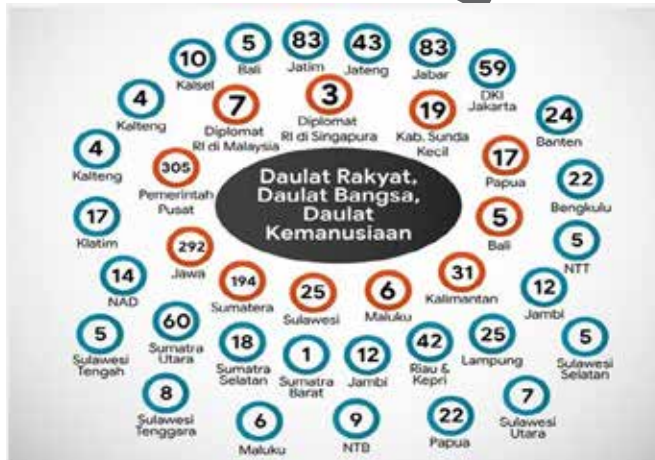 5
Bali
83
Jatim
43
Jateng
83
Jabar
10
Kalsel
59
DKI
Jakarta
4
Kalteng
7
Diplomat
RI di Malaysia
3
Diplomat
RI di Singapura
19
Kab. Sunda
Kecil
24
Banten
4
Kalteng
305
Pemerintah
Pusat
Daulat Rakyat,
Daulat Bangsa,
Daulat
Kemanusiaan
17
Papua
22
Bengkulu
17
Klatim
292
Jawa
5
Bali
5
NTT
14
NAD
194
Sumatera
25
Sulawesi
6
Maluku
31
Kalimantan
12
Jambi
5
Sulawesi
Tengah
60
Sumatra
Utara
18
Sumatra
Selatan
1
Sumatra
Barat
12
Jambi
42
Riau &
Kepri
25
Lampung
5
Sulawesi
Selatan
8
Sulawesi
Tenggara
6
Maluku
9
NTB
22
Papua
7
Sulawesi
Utara